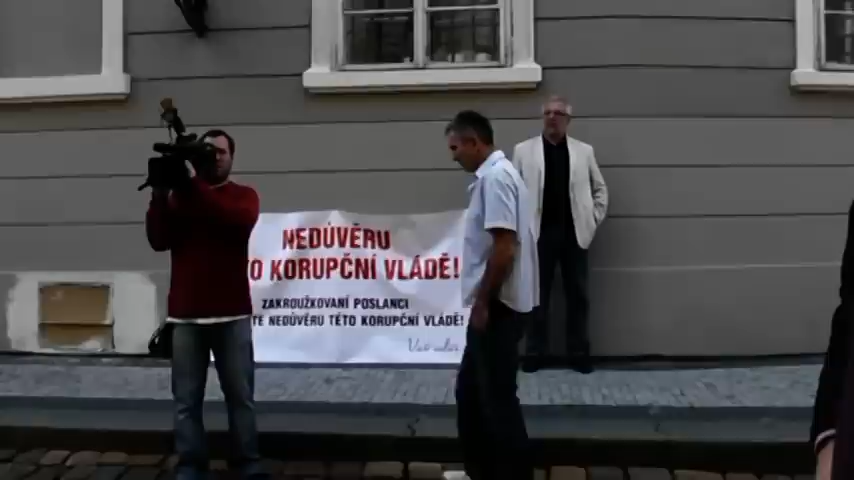 NEDŮVĚRU
TO KORUPČNÍ VLÁDĚ!
ZAKROUŽKOVANÍ POSLANCI
TE NEDŮVĚRU TÉTO KORUPČNÍ VLÁDĚ!